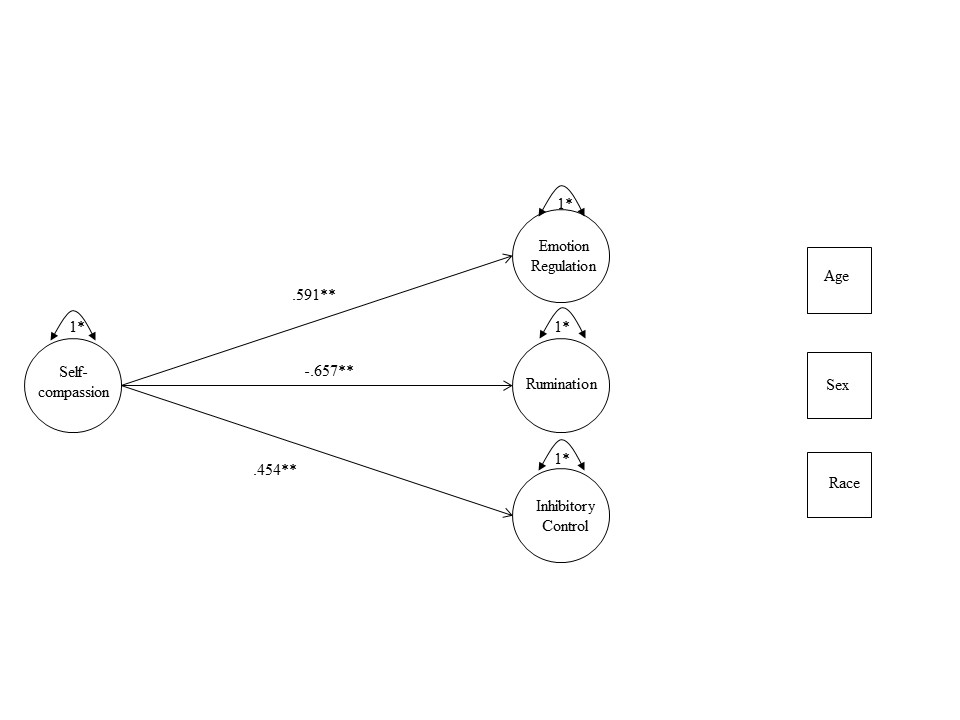 1*
Self-
compassion
.591**
-.657**
.454**
1*
Emotion
Regulation
1*
Rumination
1*
Inhibitory
Control
Age
Sex
Race